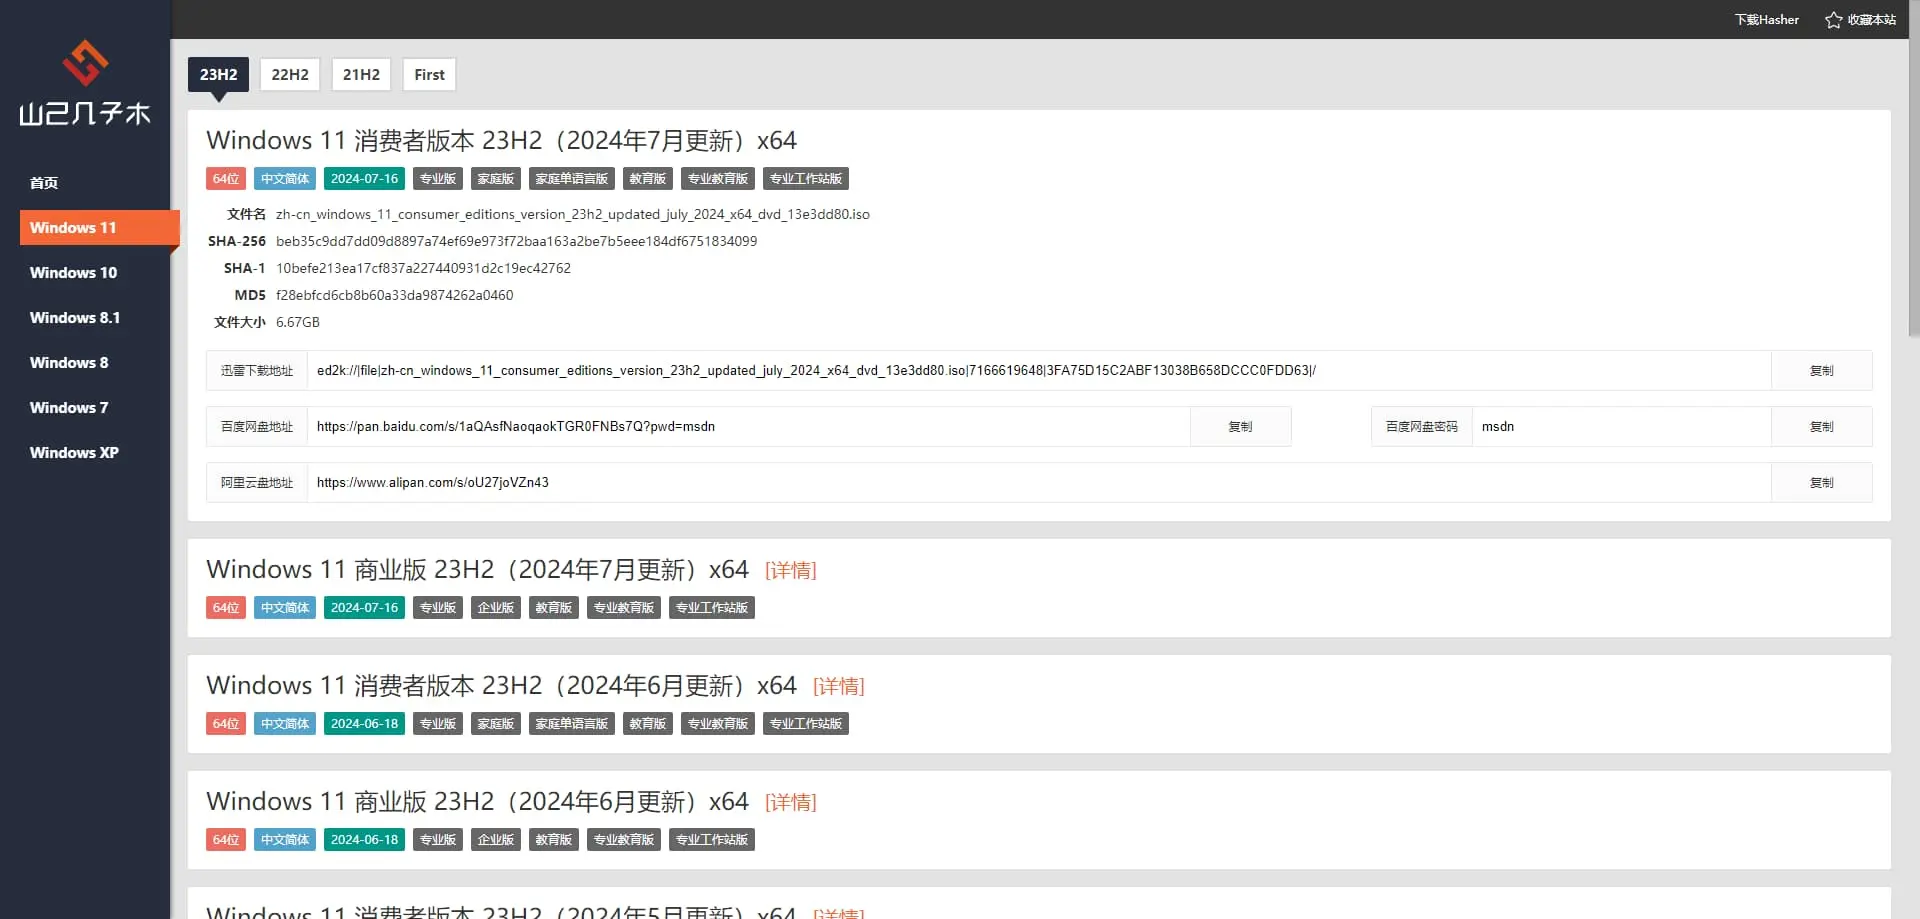 下载Hasher
收藏本站
山己几子木
首页
Windows 11
Windows 10
Windows 8.1
Windows 8
Windows 7
Windows XP
23H2
22H2
21H2
First
Windows 11 消费者版本 23H2（2024年7月更新）x64
64位 中文简体 2024-07-16 专业版 家庭版 家庭单语言版 教育版 专业教育版 专业工作站版
文件名 zh-cn_windows_11_consumer_editions_version_23h2_updated_july_2024_x64_dvd_13e3dd80.iso
SHA-256 beb35c9dd7dd09d8897a74ef69e973f72baa163a2be7b5eee184df6751834099
SHA-1 10befe213ea17cf837a227440931d2c19ec42762
MD5 f28ebfcd6cb8b60a33da9874262a0460
文件大小 6.67GB
迅雷下载地址 ed2k://|file|zh-cn_windows_11_consumer_editions_version_23h2_updated_july_2024_x64_dvd_13e3dd80.iso|7166619648|3FA75D15C2ABF13038B658DCCC0FDD63|/ 复制
百度网盘地址 https://pan.baidu.com/s/1aQAsfNaoqaokTGR0FNBs7Q?pwd=msdn 复制 百度网盘密码 msdn 复制
阿里云盘地址 https://www.alipan.com/s/oU27joVZn43 复制
Windows 11 商业版 23H2（2024年7月更新）x64 [详情]
64位 中文简体 2024-07-16 专业版 企业版 教育版 专业教育版 专业工作站版
Windows 11 消费者版本 23H2（2024年6月更新）x64 [详情]
64位 中文简体 2024-06-18 专业版 家庭版 家庭单语言版 教育版 专业教育版 专业工作站版
Windows 11 商业版 23H2（2024年6月更新）x64 [详情]
64位 中文简体 2024-06-18 专业版 企业版 教育版 专业教育版 专业工作站版
Windows 11 消费者版本 23H2（2024年5月更新）x64 [详情]